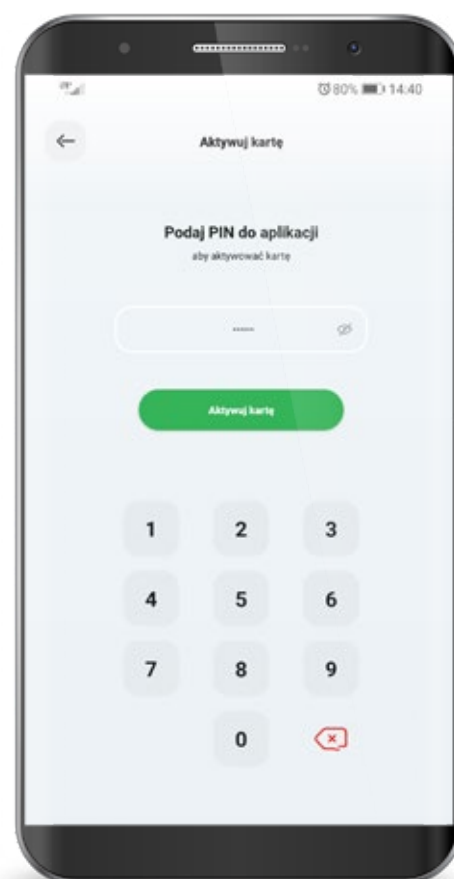 80% 14:40
Aktywuj kartę
Podaj PIN do aplikacji
aby aktywować kartę
•••••
Aktywuj kartę
1 2 3
4 5 6
7 8 9
0